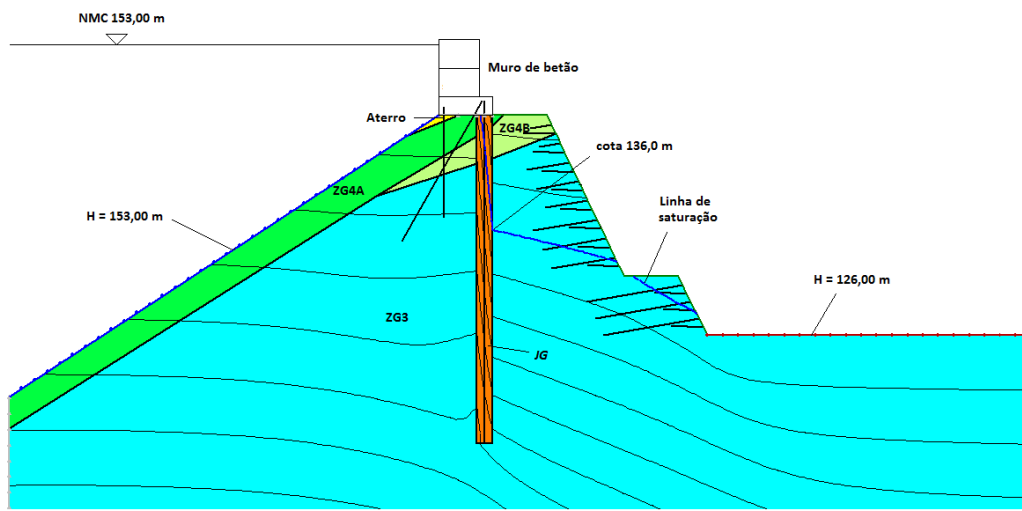 NMC 153,00 m
Muro de betão
Aterro
ZG4B
cota 136,0 m
ZG4A
Linha de
saturação
H = 153,00 m
H = 126,00 m
ZG3
JG